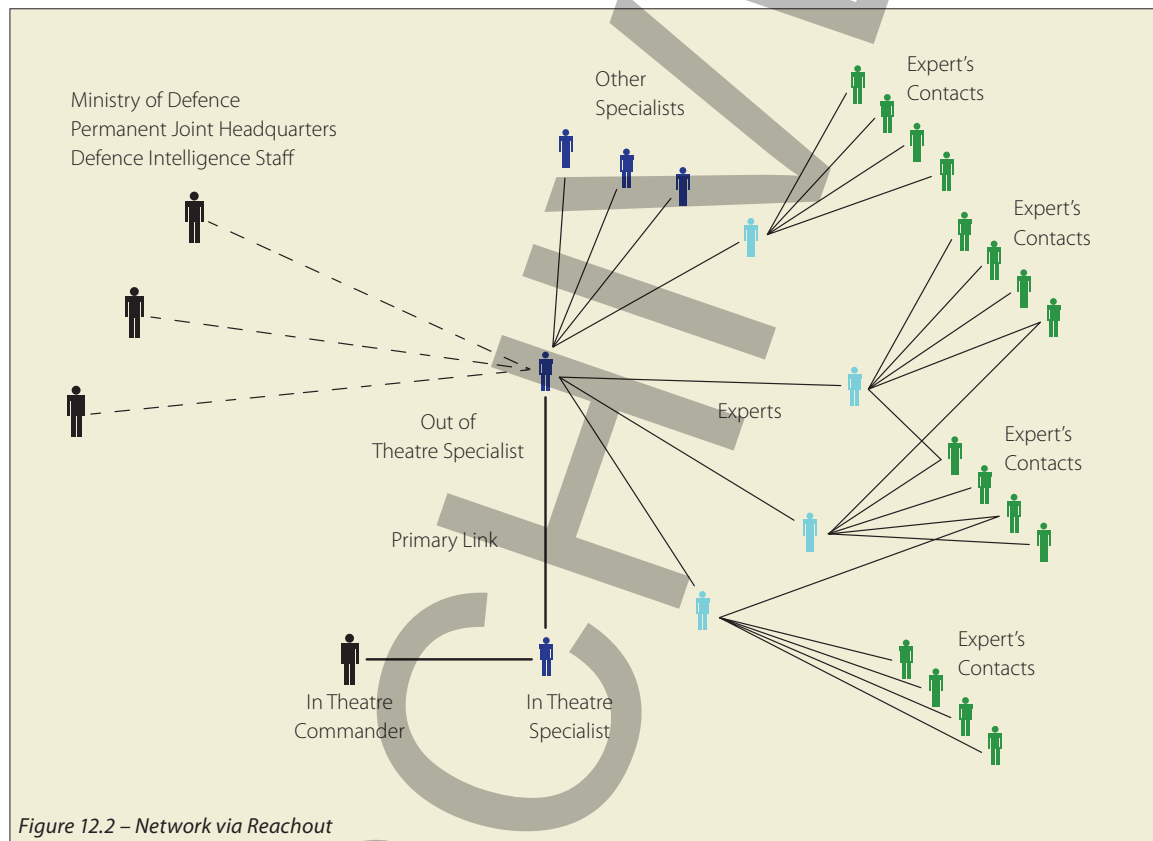 Ministry of Defence
Permanent Joint Headquarters
Defence Intelligence Staff
Other
Specialists
Expert's
Contacts
Expert's
Contacts
Out of
Theatre Specialist
Experts
Expert's
Contacts
Primary Link
Expert's
Contacts
In Theatre
Commander
In Theatre
Specialist
Figure 12.2 – Network via Reachout